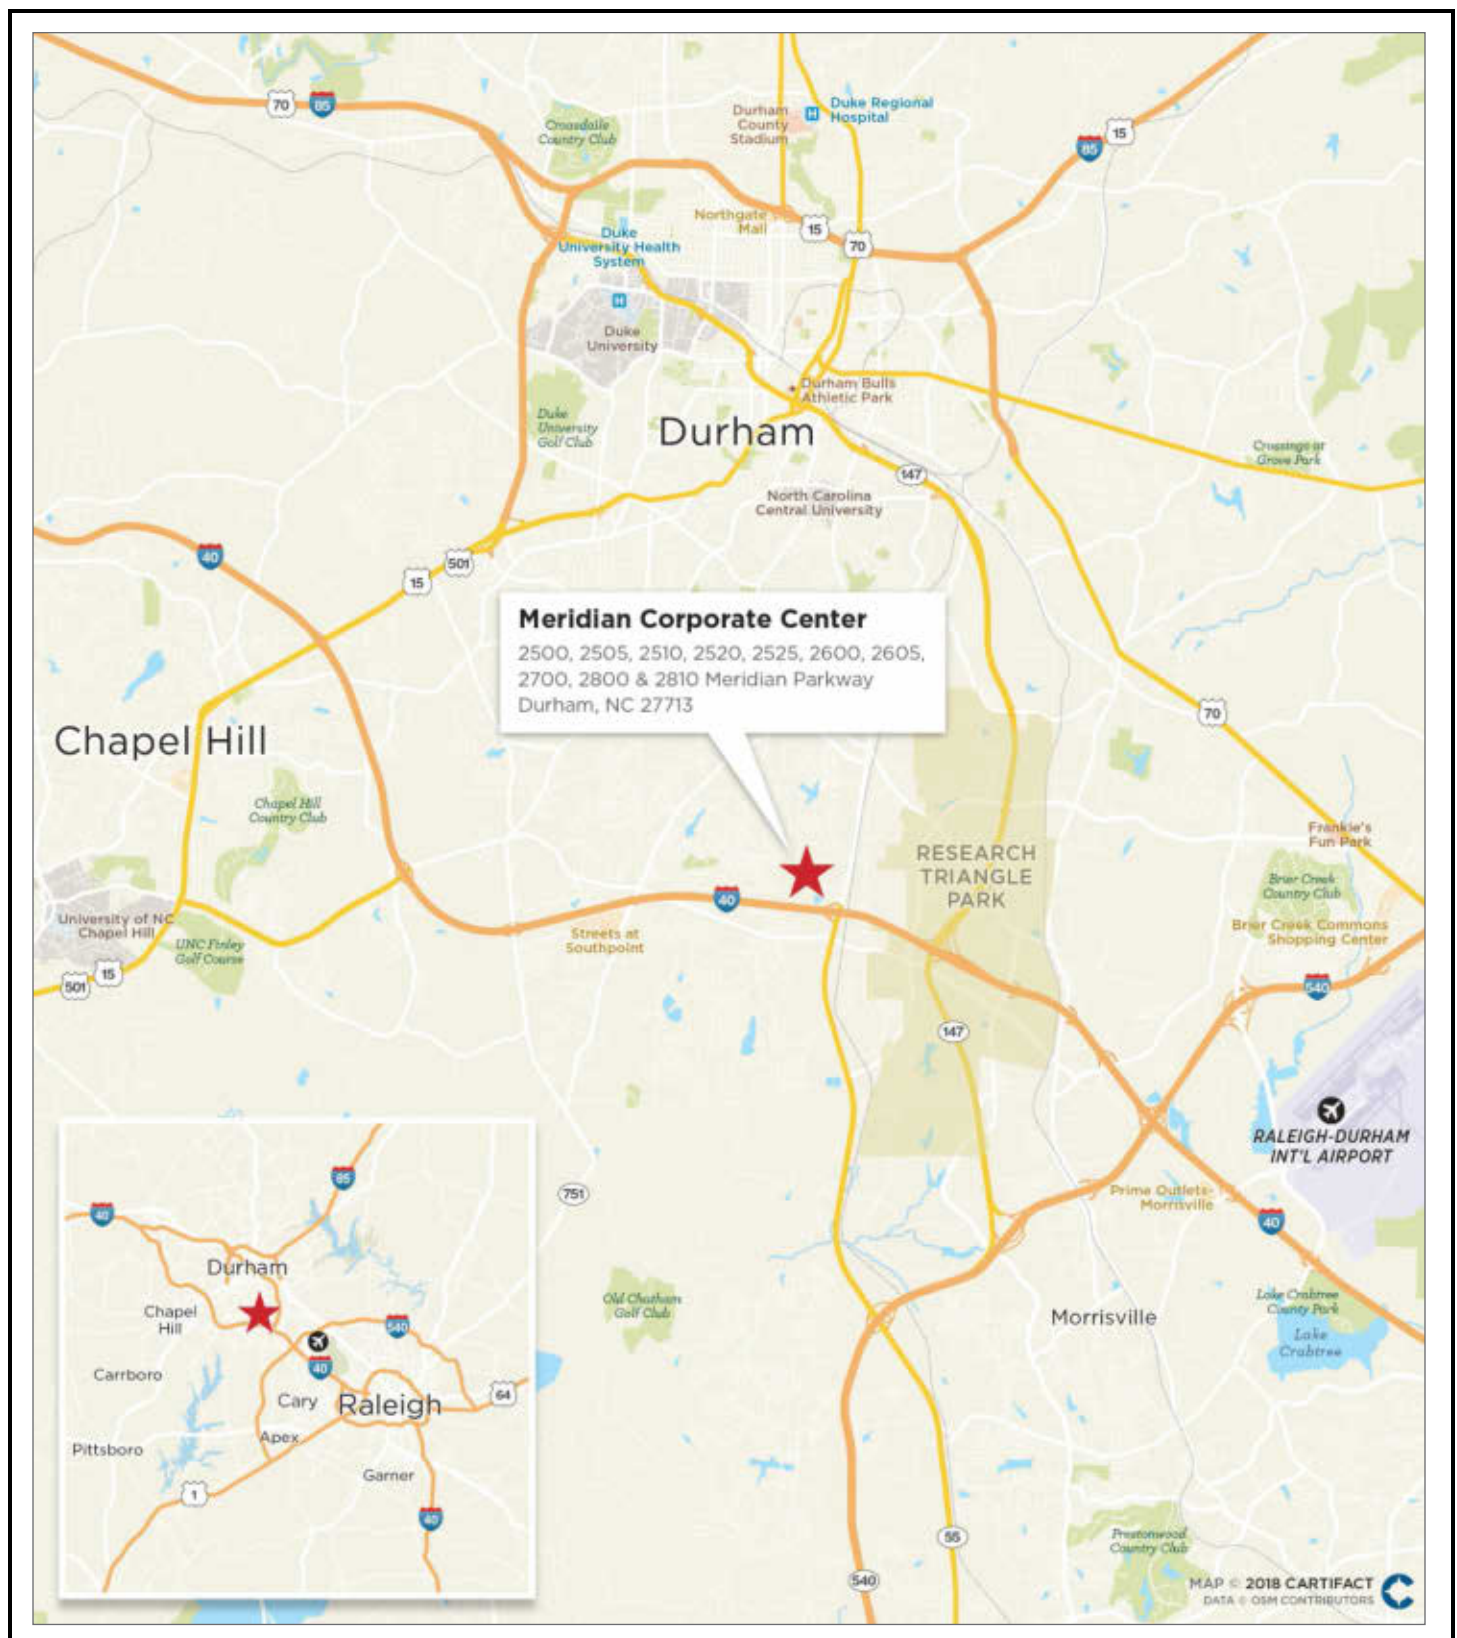 70
85
Croasdaile
Country Club
Durham
County
Stadium
H
Duke Regional
Hospital
15
85
Northgate
Mall
15
70
Duke
University Health
System
H
Duke
University
Durham Bulls
Athletic Park
Duke
University
Golf Club
Durham
Crossings at
Grove Park
147
North Carolina
Central University
40
501
15
Meridian Corporate Center
2500, 2505, 2510, 2520, 2525, 2600, 2605,
2700, 2800 & 2810 Meridian Parkway
Durham, NC 27713
70
Chapel Hill
Chapel Hill
Country Club
Frankie's
Fun Park
RESEARCH
TRIANGLE
PARK
Brier Creek
Country Club
40
University of NC
Chapel Hill
Streets at
Southpoint
Brier Creek Commons
Shopping Center
UNC Finley
Golf Course
15
501
540
147
RALEIGH-DURHAM
INT'L AIRPORT
751
Prime Outlets-
Morrisville
40
Old Chatham
Golf Club
Morrisville
Lake Crabtree
County Park
Lake
Crabtree
85
40
Durham
Chapel
Hill
540
40
Carrboro
64
Cary
Raleigh
Apex
Pittsboro
Garner
1
40
55
Prestonwood
Country Club
540
MAP © 2018 CARTIFACT
DATA © OSM CONTRIBUTORS